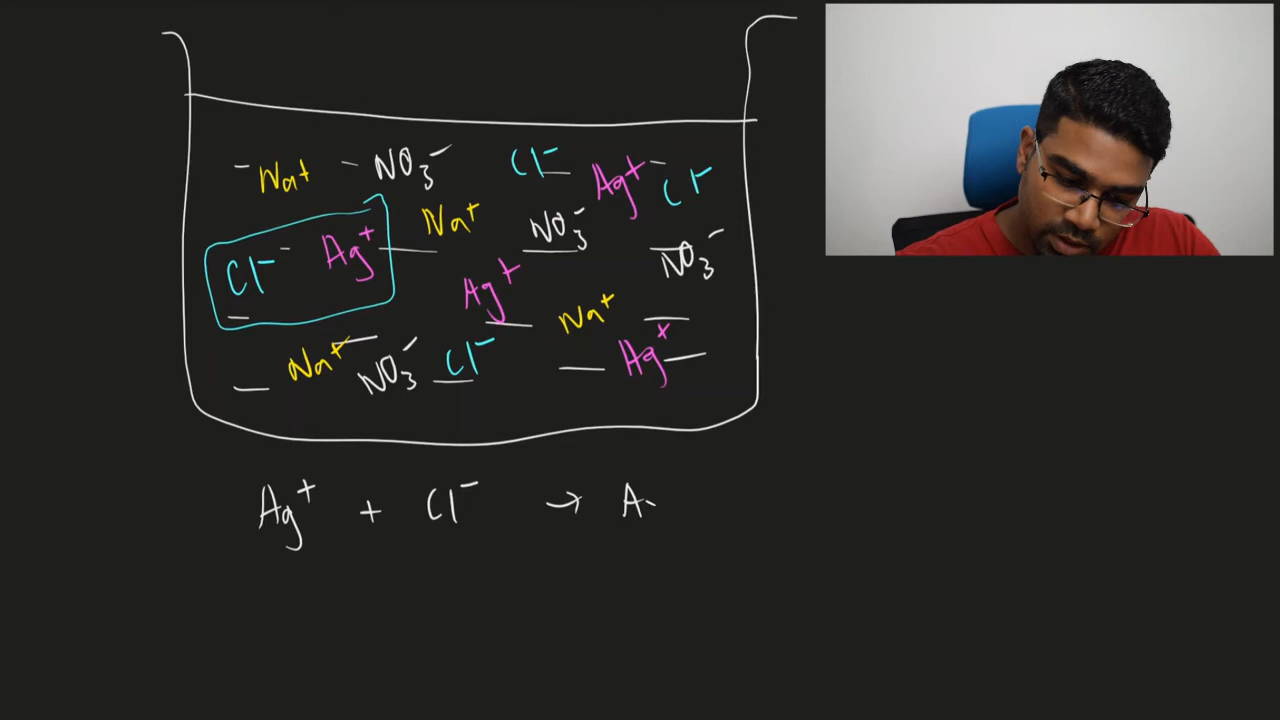 Na+ NO₃⁻ Cl⁻ Ag+ Cl⁻
Cl⁻ Ag+ Na+ NO₃⁻ NO₃⁻
Ag+ Na+
Na+ NO₃⁻ Cl⁻ Ag+
Ag⁺ + Cl⁻ → A